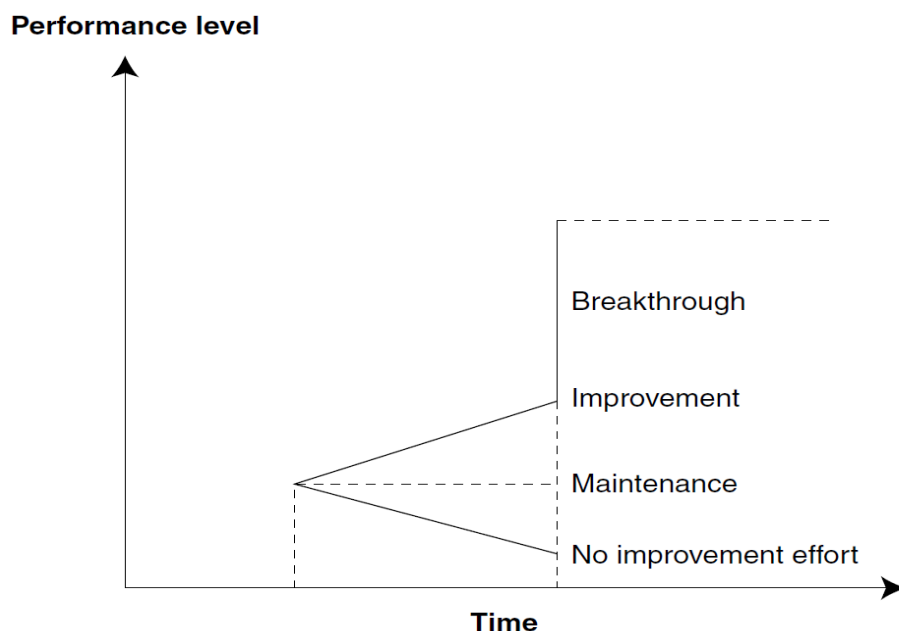 Performance level
Breakthrough
Improvement
Maintenance
No improvement effort
Time